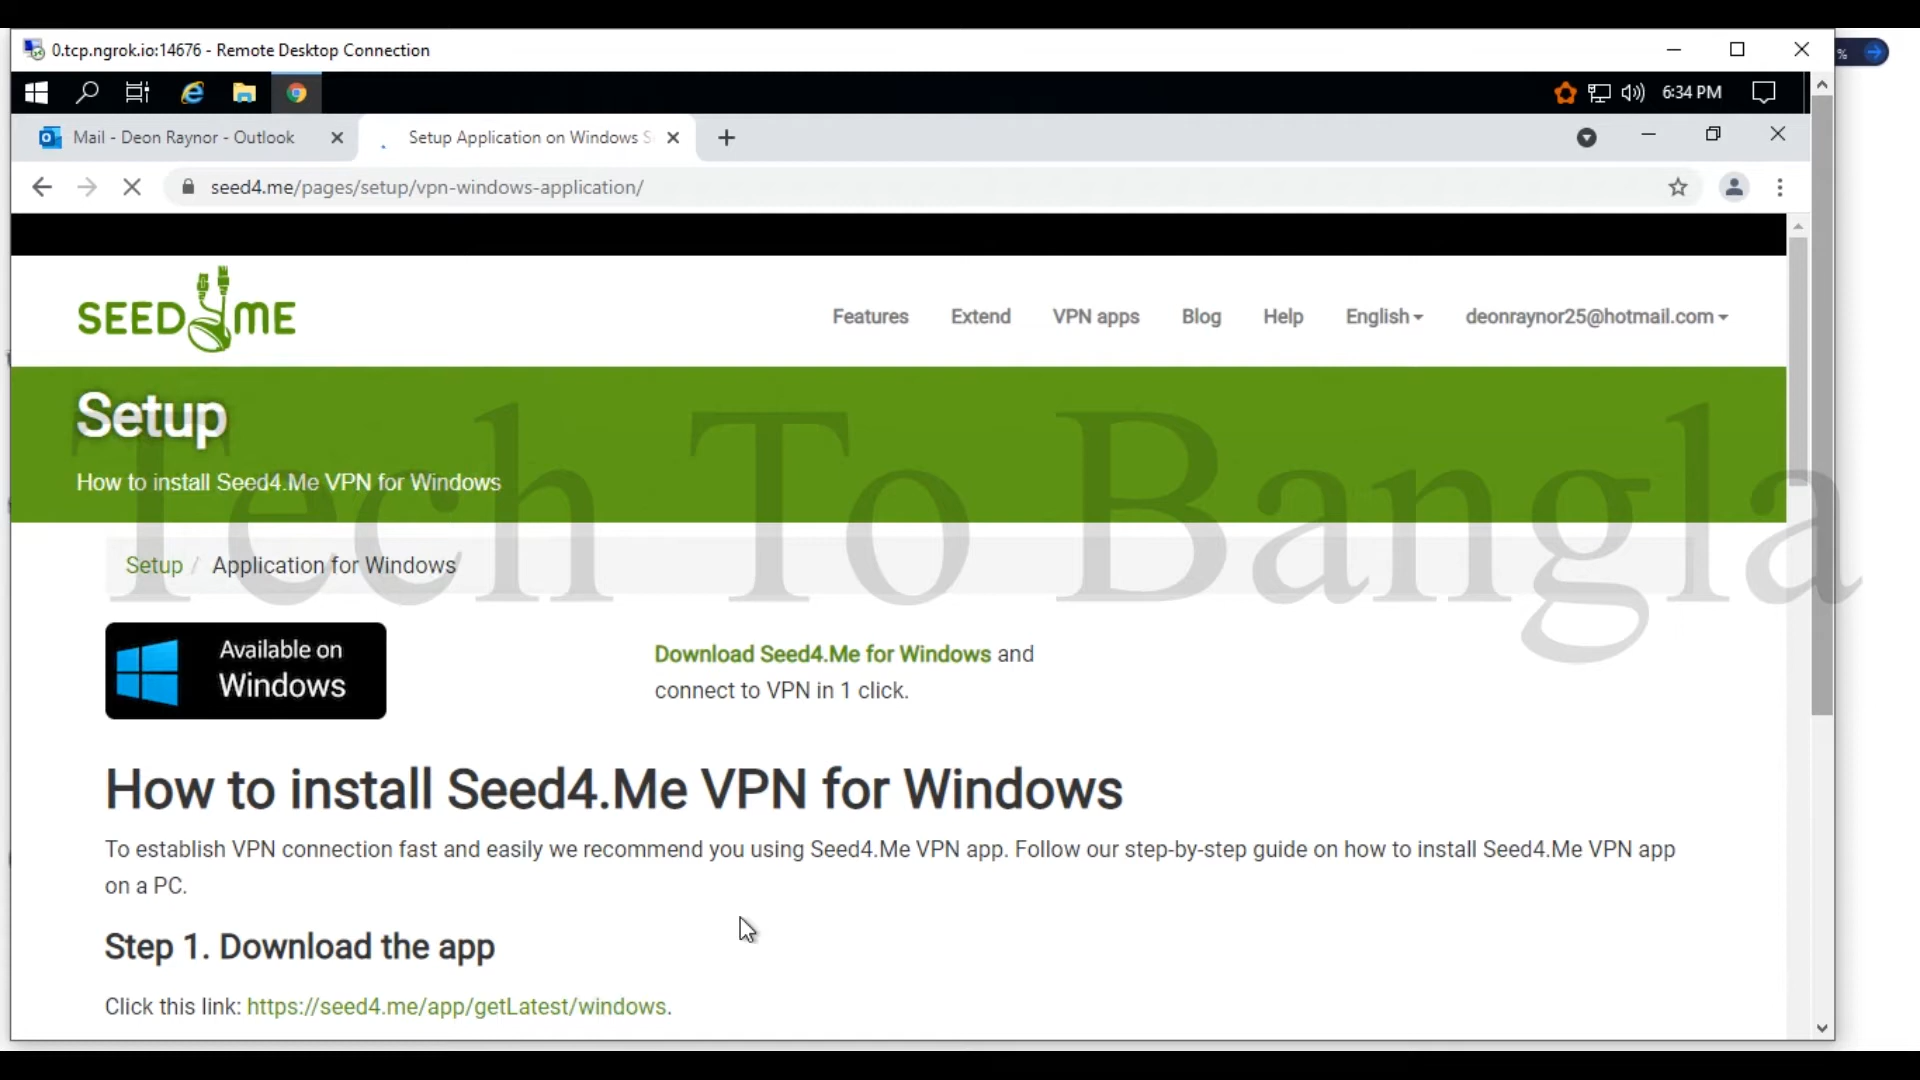 0.tcp.ngrok.io:14676 - Remote Desktop Connection
%
6:34 PM
Mail - Deon Raynor - Outlook
Setup Application on Windows S
seed4.me/pages/setup/vpn-windows-application/
SEED4ME
Features
Extend
VPN apps
Blog
Help
English
deonraynor25@hotmail.com
Setup
How to install Seed4.Me VPN for Windows
Tech To Bangla
Setup / Application for Windows
Available on
Windows
Download Seed4.Me for Windows and
connect to VPN in 1 click.
How to install Seed4.Me VPN for Windows
To establish VPN connection fast and easily we recommend you using Seed4.Me VPN app. Follow our step-by-step guide on how to install Seed4.Me VPN app
on a PC.
Step 1. Download the app
Click this link: https://seed4.me/app/getLatest/windows.